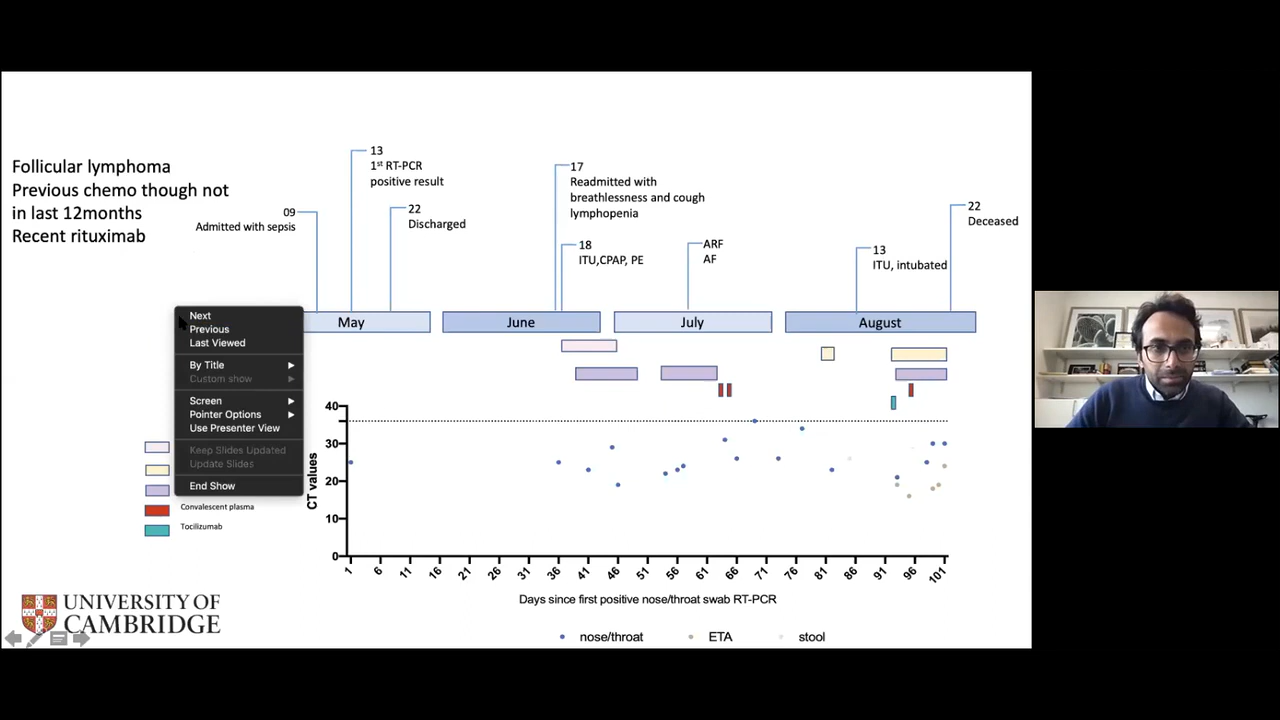 Follicular lymphoma
Previous chemo though not
in last 12months
Recent rituximab
09
Admitted with sepsis
13
1st RT-PCR
positive result
22
Discharged
17
Readmitted with
breathlessness and cough
lymphopenia
18
ITU,CPAP, PE
ARF
AF
13
ITU, intubated
22
Deceased
May
June
July
August
Next
Previous
Last Viewed
By Title
Custom show
Screen
Pointer Options
Use Presenter View
Keep Slides Updated
Update Slides
End Show
Convalescent plasma
Tocilizumab
CT values
40
30
20
10
0
1 6 11 16 21 26 31 36 41 46 51 56 61 66 71 76 81 86 91 96 101
Days since first positive nose/throat swab RT-PCR
nose/throat ETA stool
UNIVERSITY OF
CAMBRIDGE